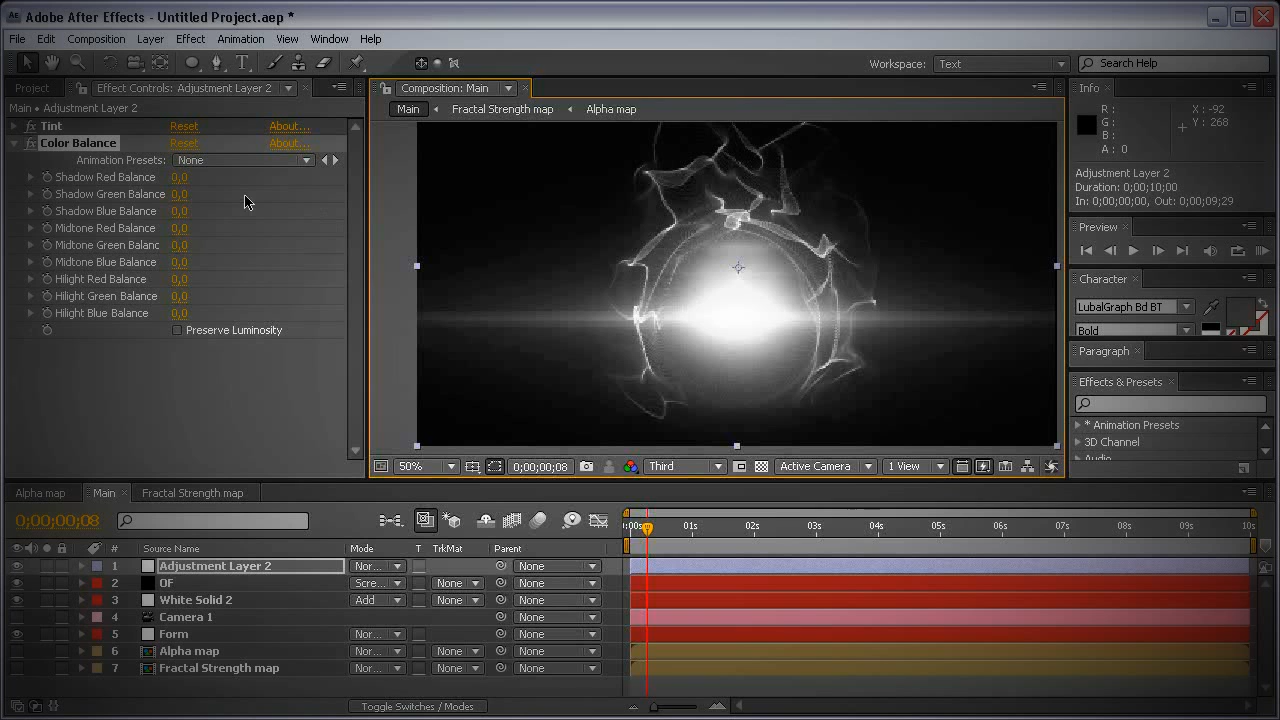 Adobe After Effects - Untitled Project.aep *
File Edit Composition Layer Effect Animation View Window Help
Workspace: Text Search Help
Project Effect Controls: Adjustment Layer 2
Main • Adjustment Layer 2
fx Tint Reset About...
fx Color Balance Reset About...
Animation Presets: None
Shadow Red Balance 0,0
Shadow Green Balance 0,0
Shadow Blue Balance 0,0
Midtone Red Balance 0,0
Midtone Green Balanc 0,0
Midtone Blue Balance 0,0
Hilight Red Balance 0,0
Hilight Green Balance 0,0
Hilight Blue Balance 0,0
Preserve Luminosity
Composition: Main
Main Fractal Strength map Alpha map
50% 0;00;00;08 Third Active Camera 1 View
Info
R : X : -92
G : Y : 268
B :
A : 0
Adjustment Layer 2
Duration: 0;00;10;00
In: 0;00;00;00, Out: 0;00;09;29
Preview
Character
LubalGraph Bd BT
Bold
Paragraph
Effects & Presets
* Animation Presets
3D Channel
Audio
Alpha map Main Fractal Strength map
0;00;00;08
:00s 01s 02s 03s 04s 05s 06s 07s 08s 09s 10s
# Source Name Mode T TrkMat Parent
1 Adjustment Layer 2 Nor... None
2 OF Scre... None None
3 White Solid 2 Add None None
4 Camera 1 None
5 Form Nor... None None
6 Alpha map Nor... None None
7 Fractal Strength map Nor... None None
Toggle Switches / Modes